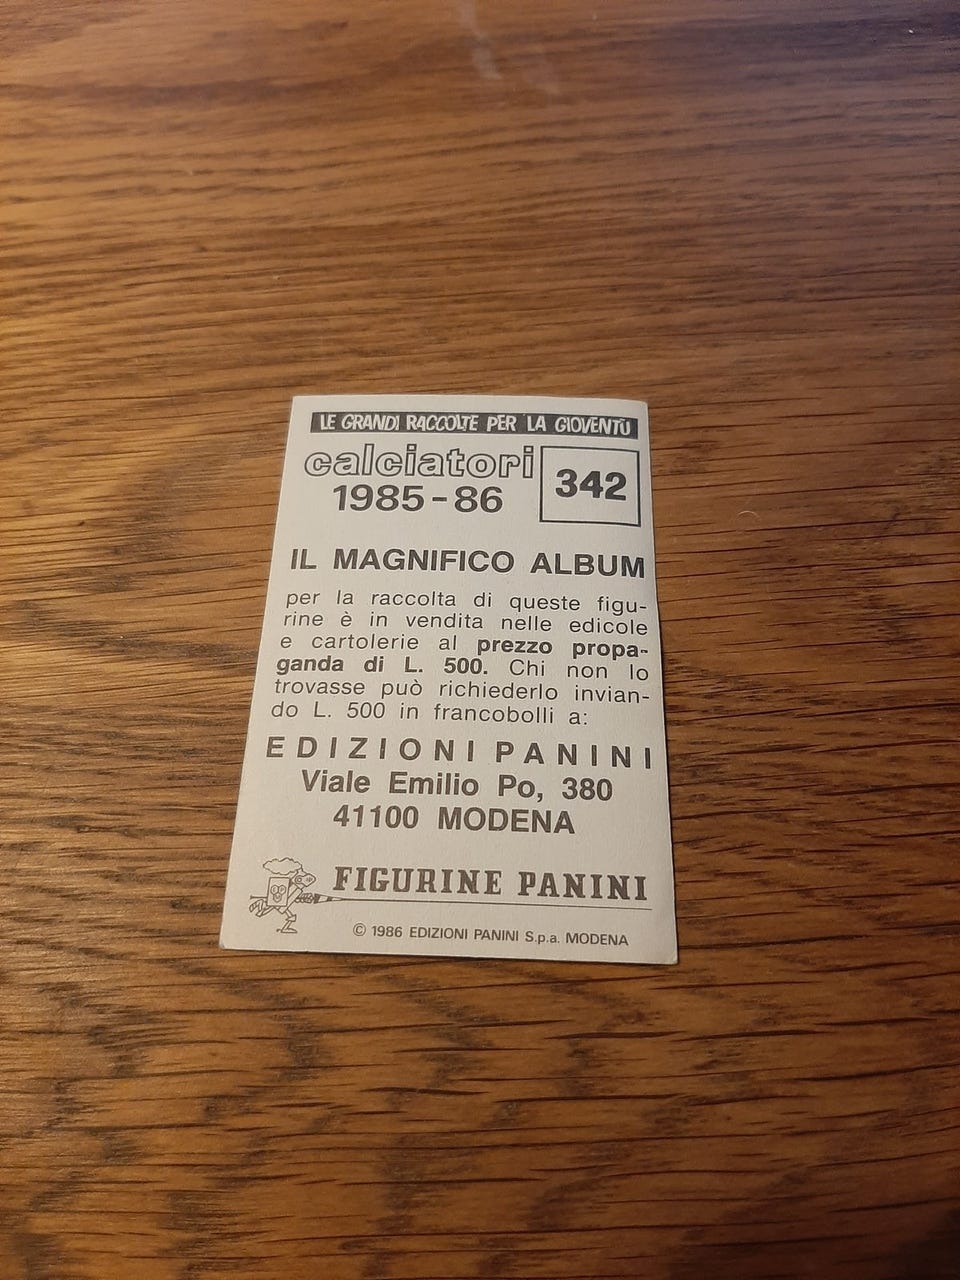 LE GRANDI RACCOLTE PER LA GIOVENTÙ
calciatori
1985-86
342
IL MAGNIFICO ALBUM
per la raccolta di queste figu-
rine è in vendita nelle edicole
e cartolerie al prezzo propa-
ganda di L. 500. Chi non lo
trovasse può richiederlo invian-
do L. 500 in francobolli a:
EDIZIONI PANINI
Viale Emilio Po, 380
41100 MODENA
FIGURINE PANINI
© 1986 EDIZIONI PANINI S.p.a. MODENA